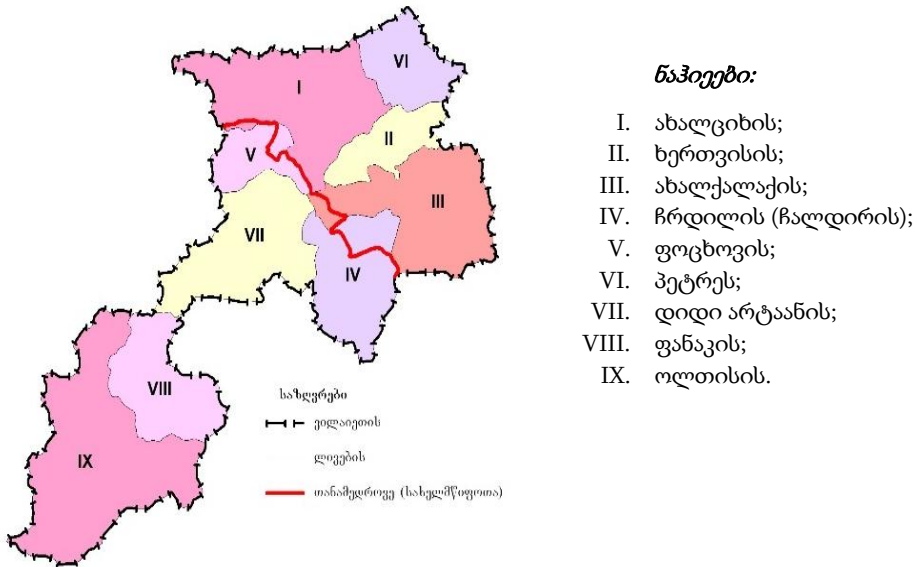 VI
I
II
V
III
VII
IV
VIII
IX
საზღვრები
ვილაიეთის
ლივების
თანამედროვე (სახელმწიფოთა)
ნაჰიეები:
I. ახალციხის;
II. ხერთვისის;
III. ახალქალაქის;
IV. ჩრდილის (ჩალდირის);
V. ფოცხოვის;
VI. პეტრეს;
VII. დიდი არტაანის;
VIII. ფანაკის;
IX. ოლთისის.